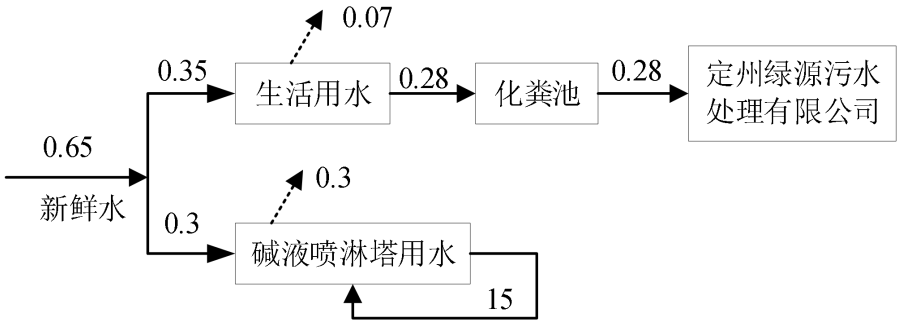 0.07
0.35
生活用水
0.28
化粪池
0.28
定州绿源污水
处理有限公司
0.65
新鲜水
0.3
0.3
碱液喷淋塔用水
15